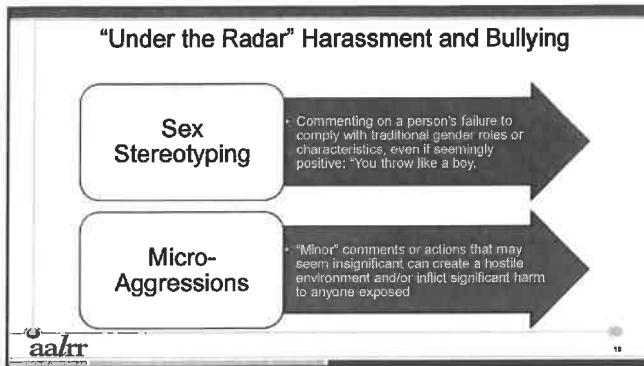 “Under the Radar” Harassment and Bullying
Sex
Stereotyping
• Commenting on a person's failure to
comply with traditional gender roles or
characteristics, even if seemingly
positive: “You throw like a boy.
Micro-
Aggressions
• “Minor” comments or actions that may
seem insignificant can create a hostile
environment and/or inflict significant harm
to anyone exposed
aalrr
18